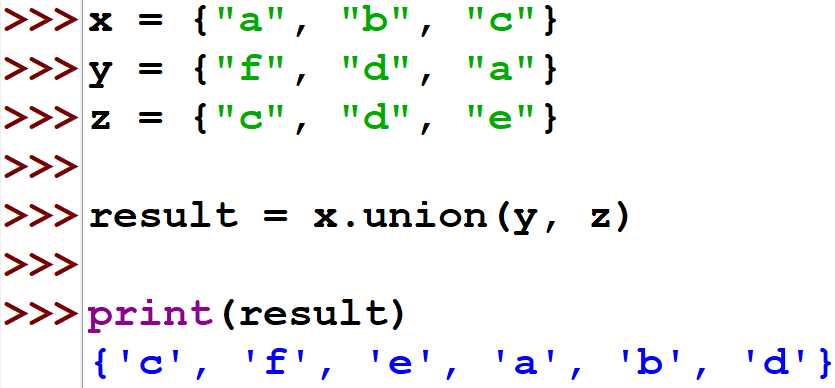 >>> x = {"a", "b", "c"}
>>> y = {"f", "d", "a"}
>>> z = {"c", "d", "e"}
>>>
>>> result = x.union(y, z)
>>>
>>> print(result)
{'c', 'f', 'e', 'a', 'b', 'd'}